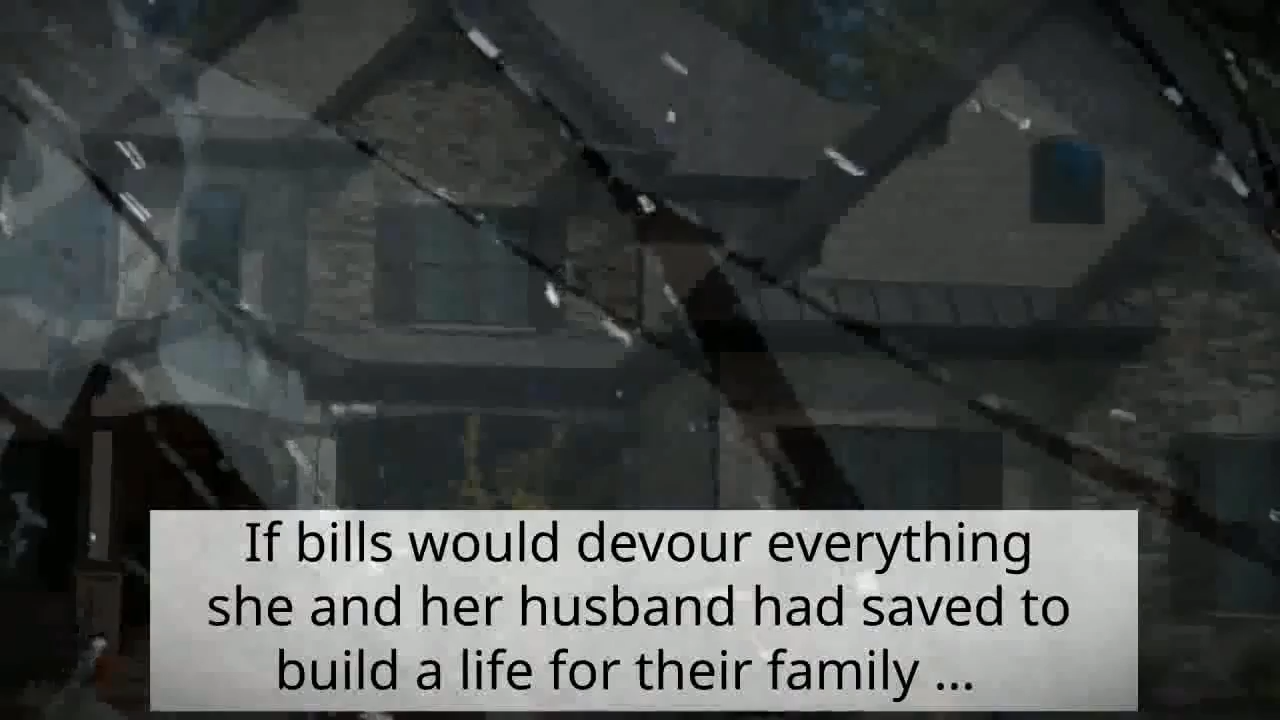 If bills would devour everything
she and her husband had saved to
build a life for their family ...